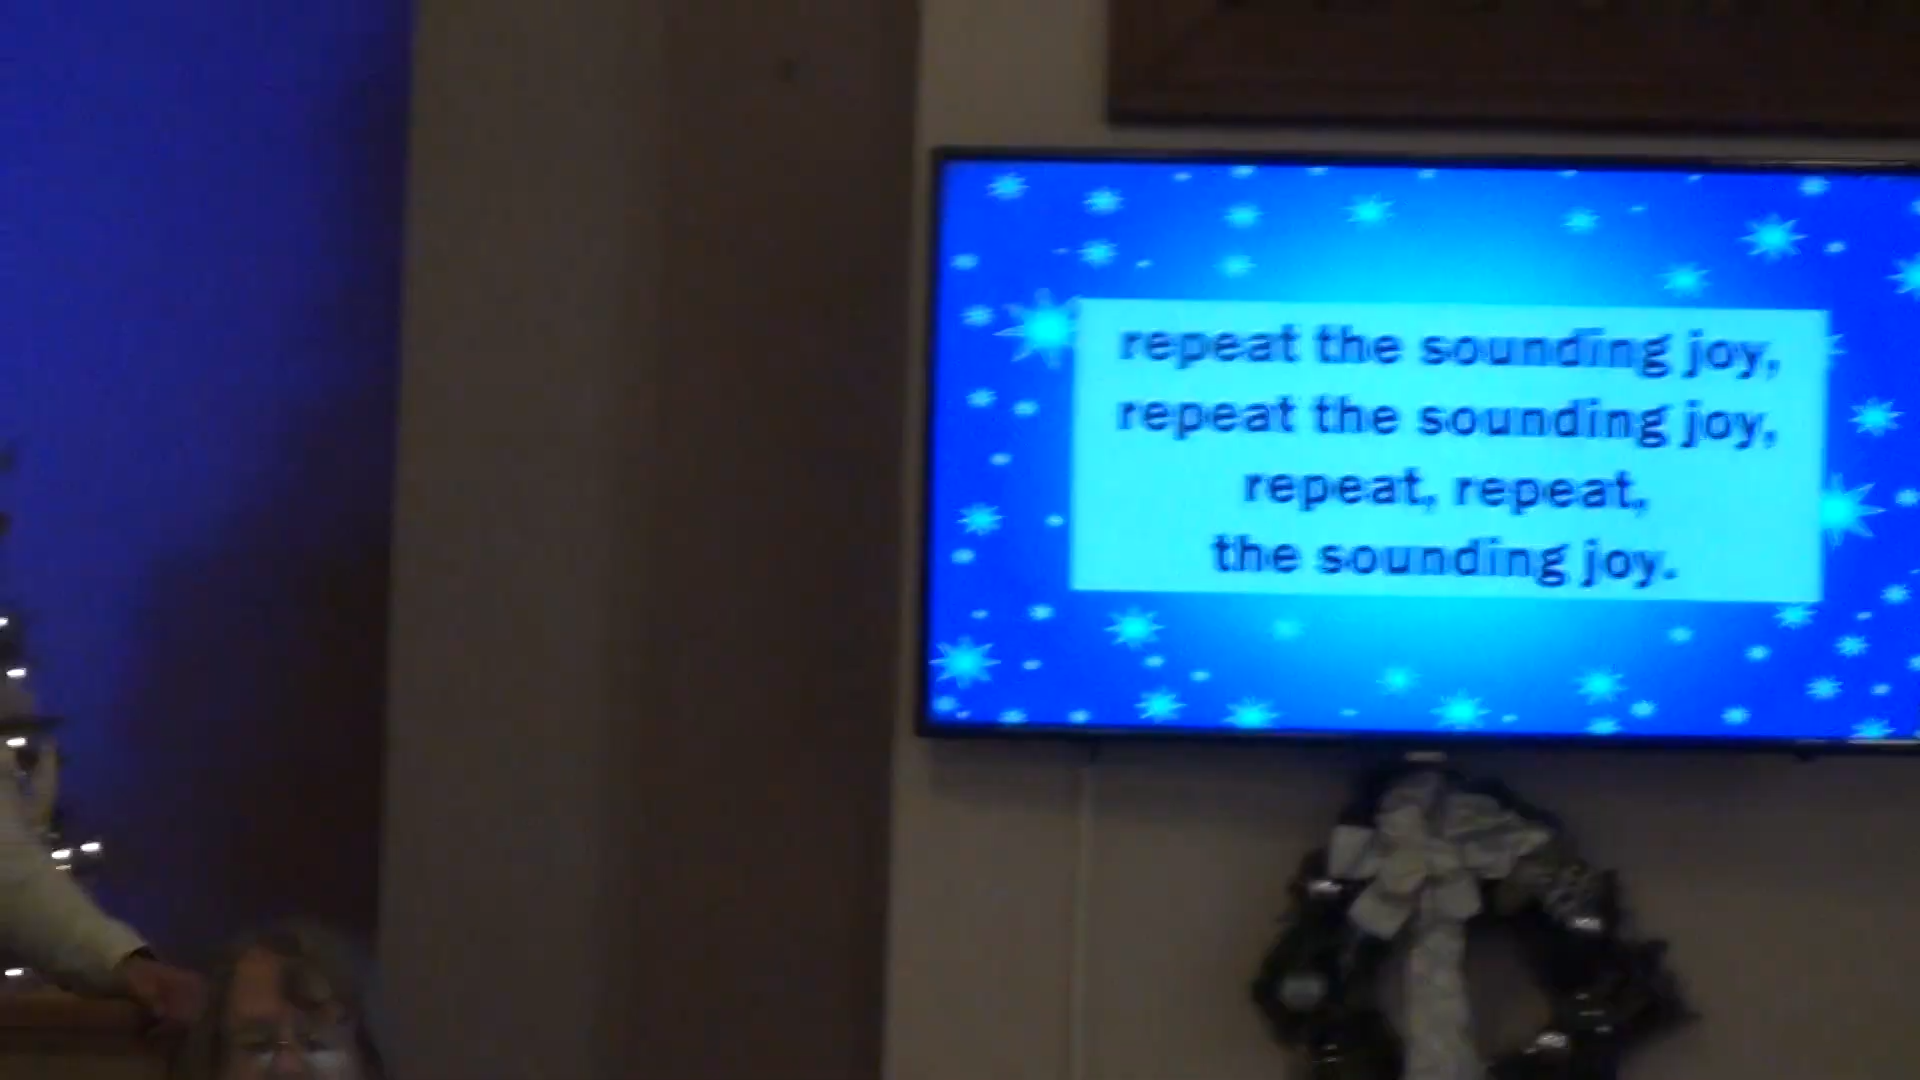 repeat the sounding joy,
repeat the sounding joy,
repeat, repeat,
the sounding joy.